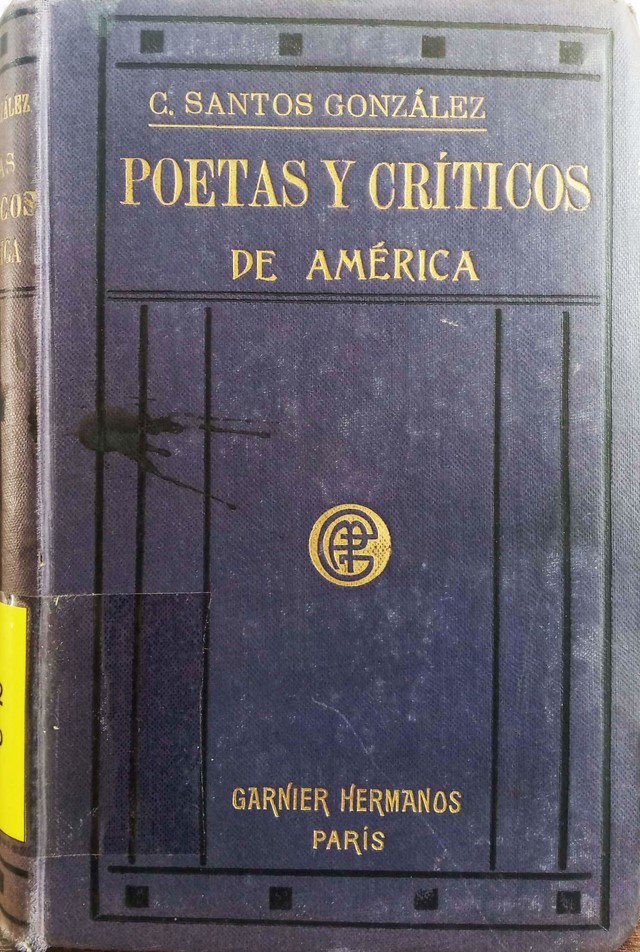 C. SANTOS GONZÁLEZ
POETAS Y CRÍTICOS
DE AMÉRICA
GARNIER HERMANOS
PARÍS